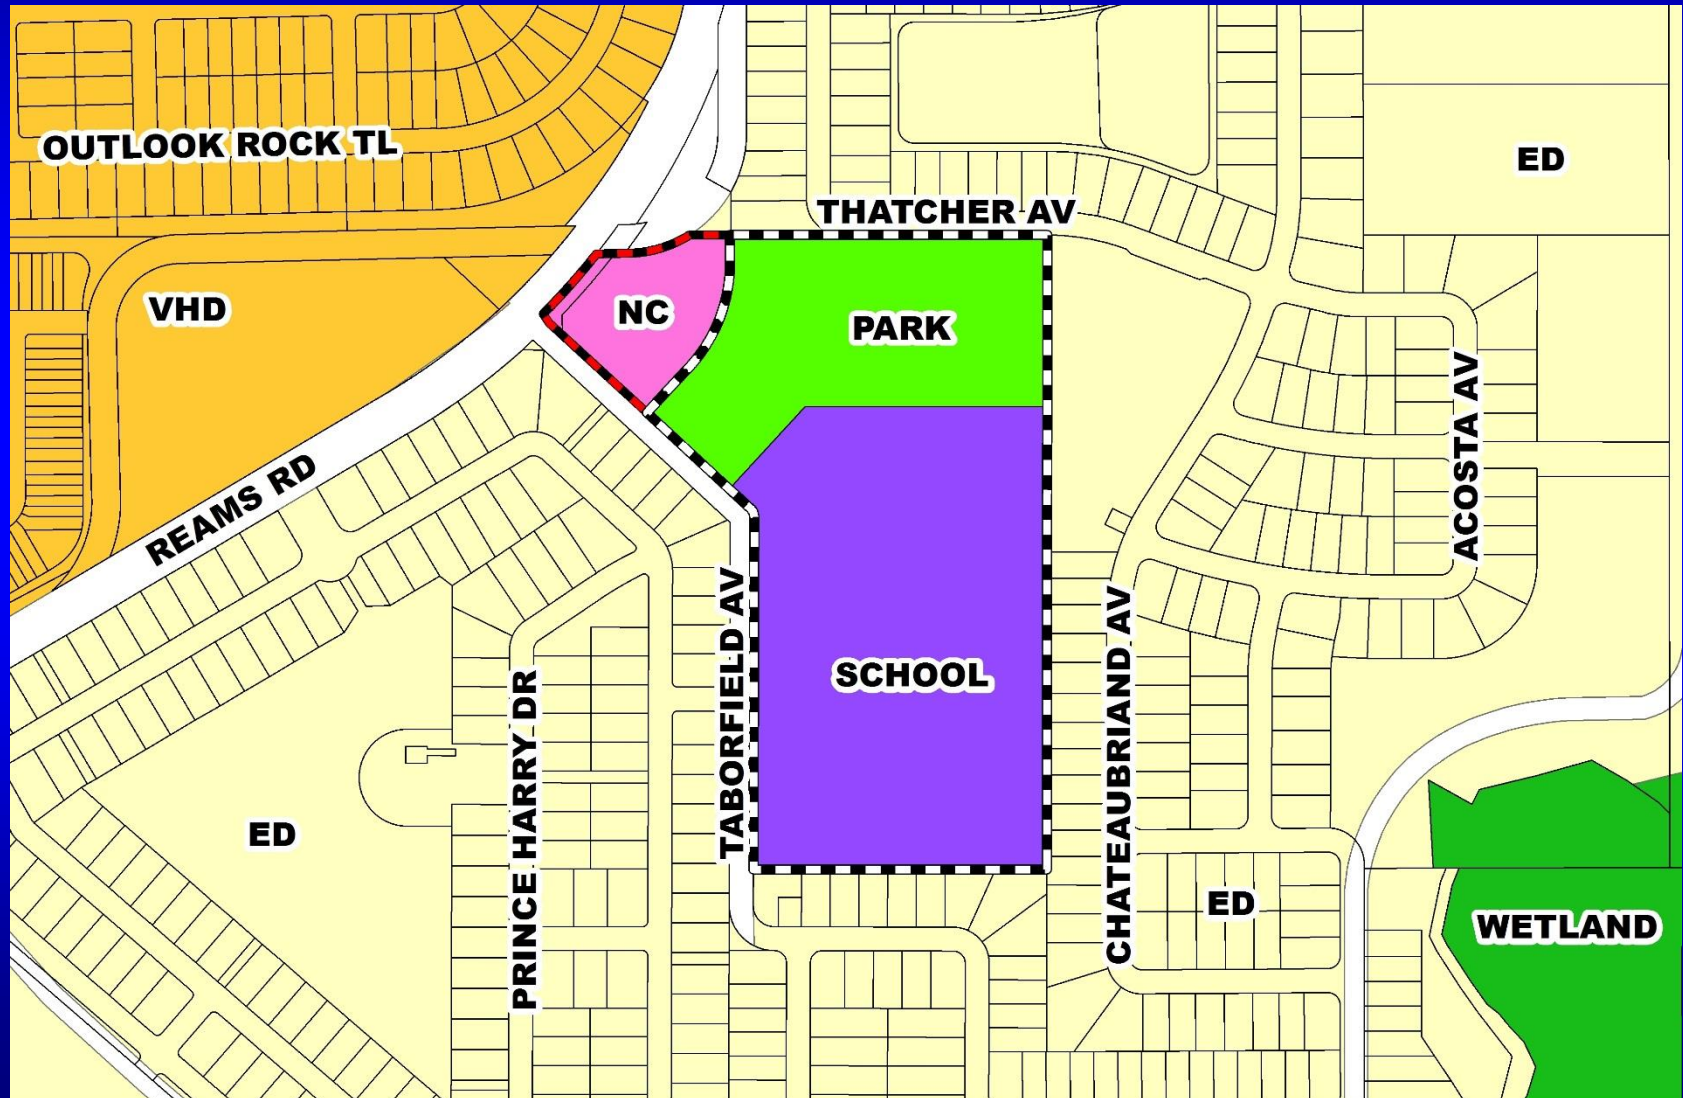 OUTLOOK ROCK TL
ED
THATCHER AV
VHD
NC
PARK
ACOSTA AV
REAMS RD
TABORFIELD AV
SCHOOL
CHATEAUBRIAND AV
PRINCE HARRY DR
ED
ED
WETLAND